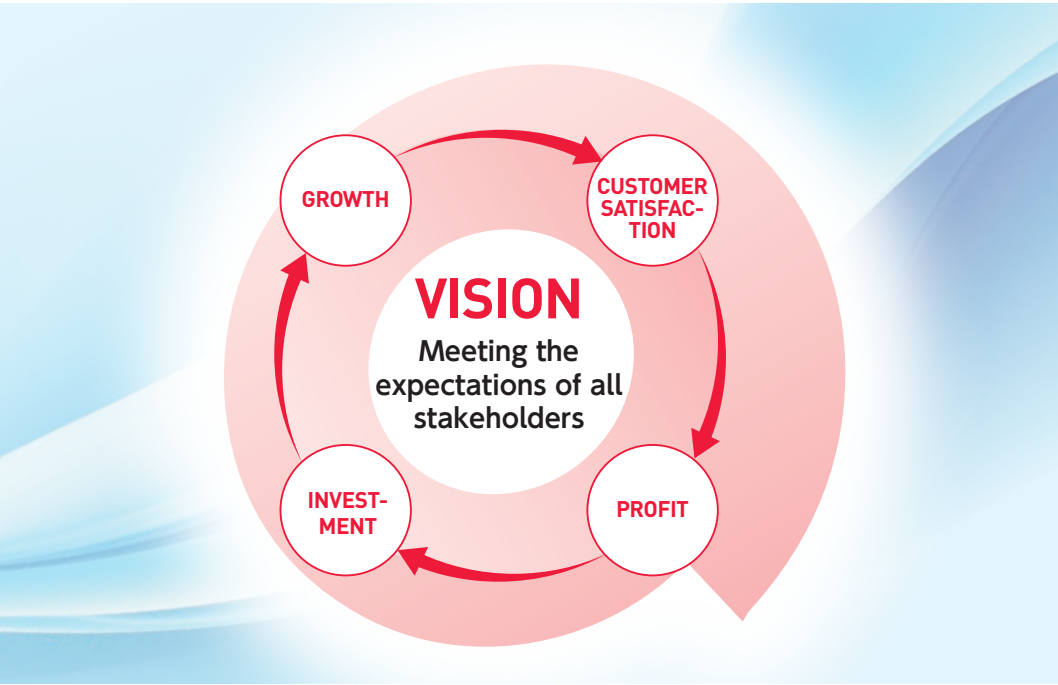 GROWTH
CUSTOMER
SATISFAC-
TION
VISION
Meeting the
expectations of all
stakeholders
INVEST-
MENT
PROFIT